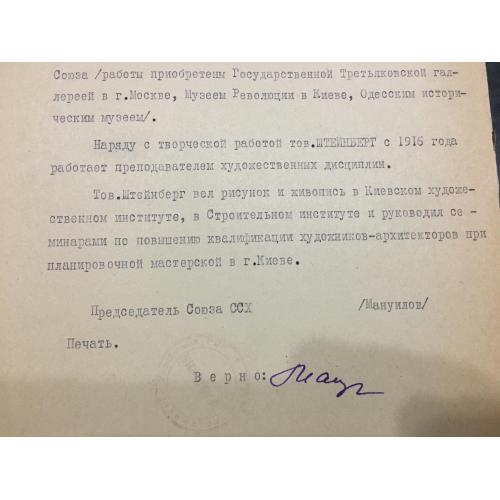 Союза /работы приобретены Государственной Третьяковской гал-
лереей в г.Москве, Музеем Революции в Киеве, Одесским истори-
ческим музеем/.
Наряду с творческой работой тов.ШТЕЙНБЕРГ с 1916 года
работает преподавателем художественных дисциплин.
Тов.Штейнберг вел рисунок и живопись в Киевском художе-
ственном институте, в Строительном институте и руководил се -
минарами по повышению квалификации художников-архитекторов при
планировочной мастерской в г.Киеве.
Председатель Союза ССХ /Мануилов/
Печать.
Верно: